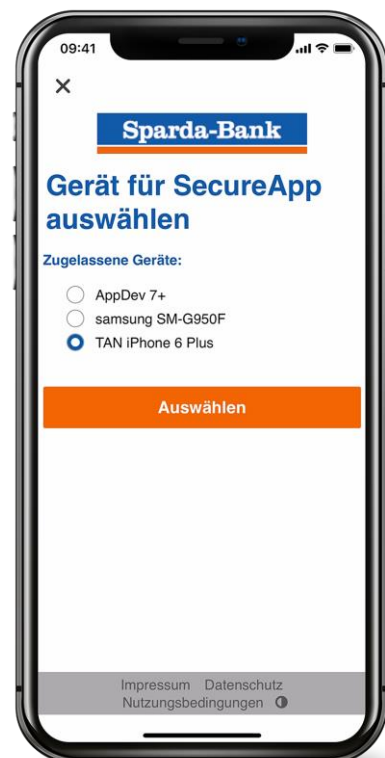 09:41
Sparda-Bank
Gerät für SecureApp
auswählen
Zugelassene Geräte:
AppDev 7+
samsung SM-G950F
TAN iPhone 6 Plus
Auswählen
Impressum Datenschutz
Nutzungsbedingungen